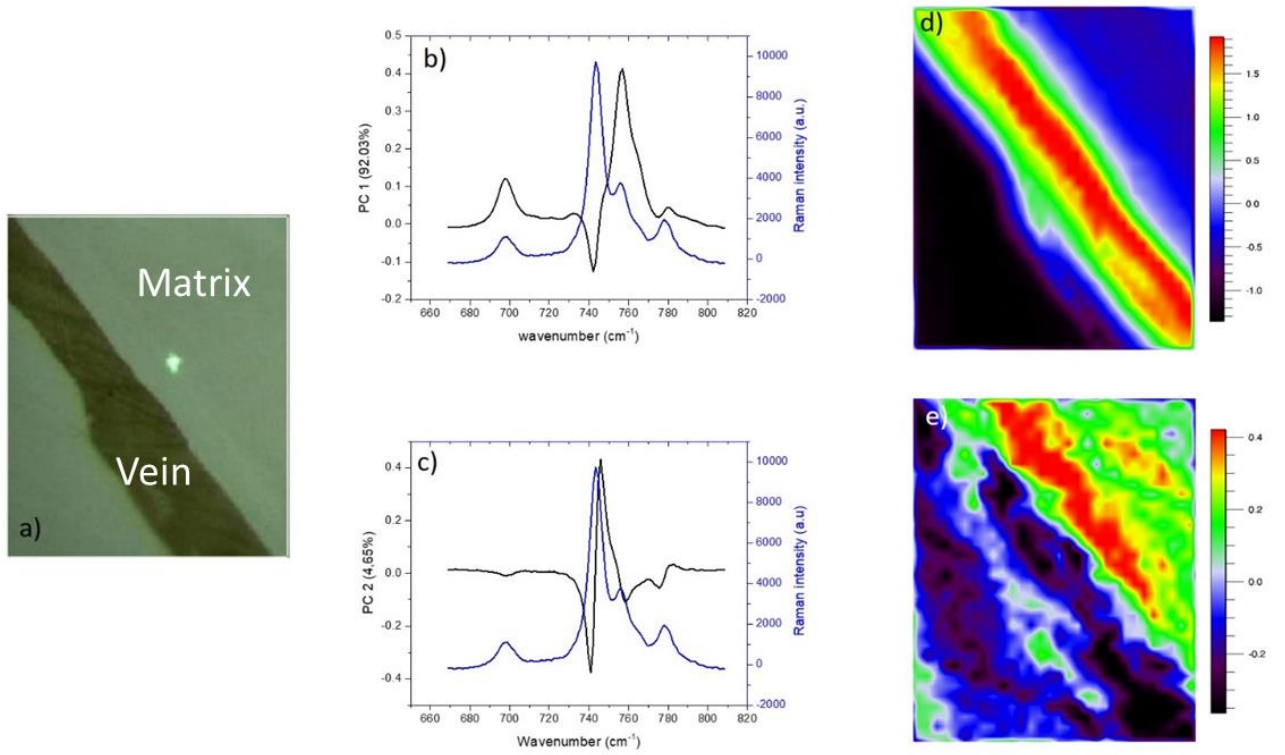 a)
Matrix
Vein
b)
PC 1 (92.03%)
0.5
0.4
0.3
0.2
0.1
0.0
-0.1
-0.2
10000
8000
6000
4000
2000
0
-2000
Raman intensity (a.u.)
660 680 700 720 740 760 780 800 820
wavenumber (cm⁻¹)
c)
PC 2 (4,65%)
0.4
0.2
0.0
-0.2
-0.4
10000
8000
6000
4000
2000
0
-2000
Raman intensity (a.u)
660 680 700 720 740 760 780 800 820
Wavenumber (cm⁻¹)
d)
1.5
1.0
0.5
0.0
-0.5
-1.0
e)
0.4
0.2
0.0
-0.2